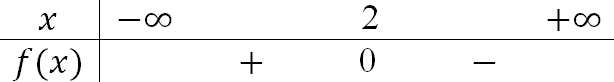 x −∞ 2 +∞
f(x) + 0 −